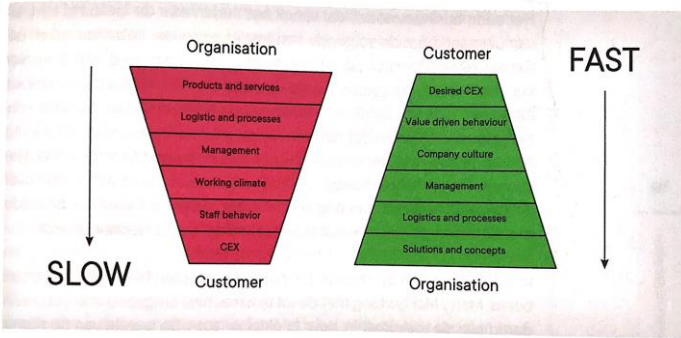 Organisation
Products and services
Logistic and processes
Management
Working climate
Staff behavior
CEX
Customer
SLOW
Customer
Desired CEX
Value driven behaviour
Company culture
Management
Logistics and processes
Solutions and concepts
Organisation
FAST